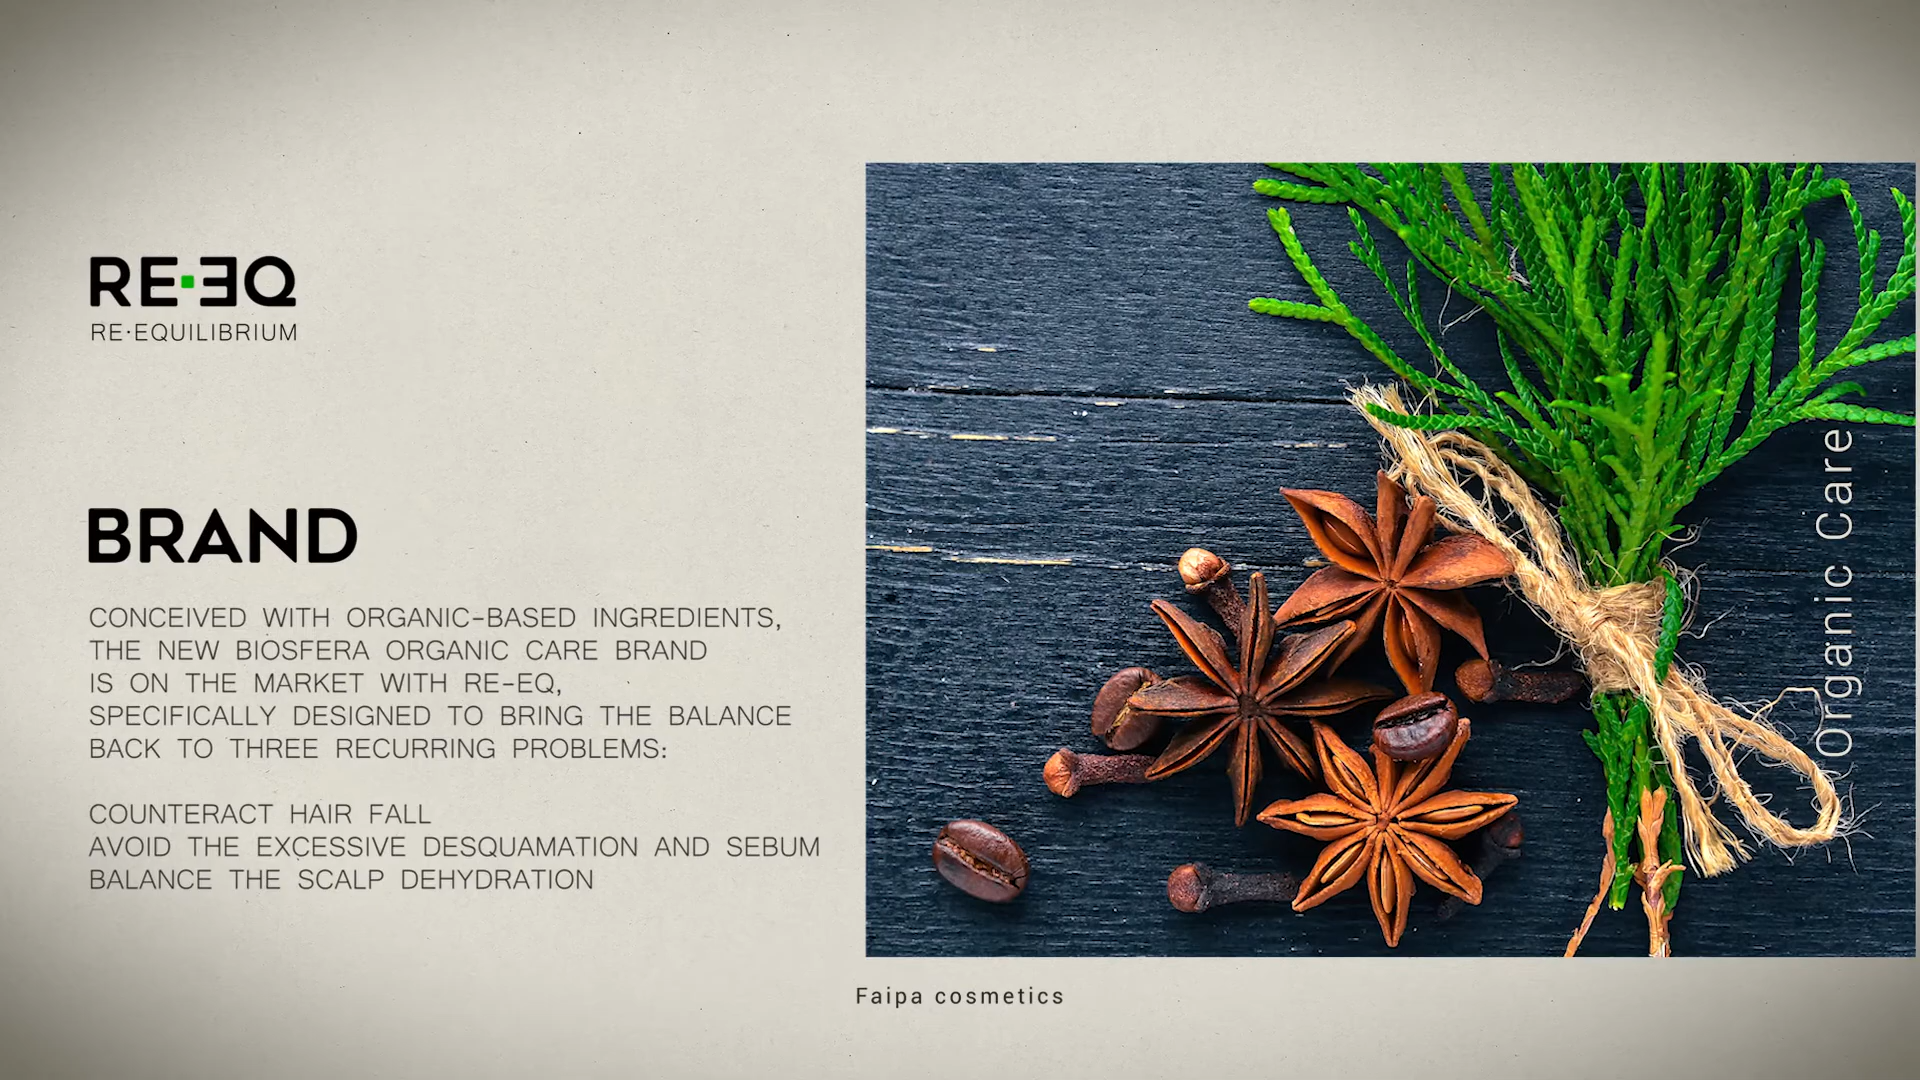 RE·EQ
RE·EQUILIBRIUM
BRAND
CONCEIVED WITH ORGANIC-BASED INGREDIENTS,
THE NEW BIOSFERA ORGANIC CARE BRAND
IS ON THE MARKET WITH RE-EQ,
SPECIFICALLY DESIGNED TO BRING THE BALANCE
BACK TO THREE RECURRING PROBLEMS:
COUNTERACT HAIR FALL
AVOID THE EXCESSIVE DESQUAMATION AND SEBUM
BALANCE THE SCALP DEHYDRATION
Organic Care
Faipa cosmetics